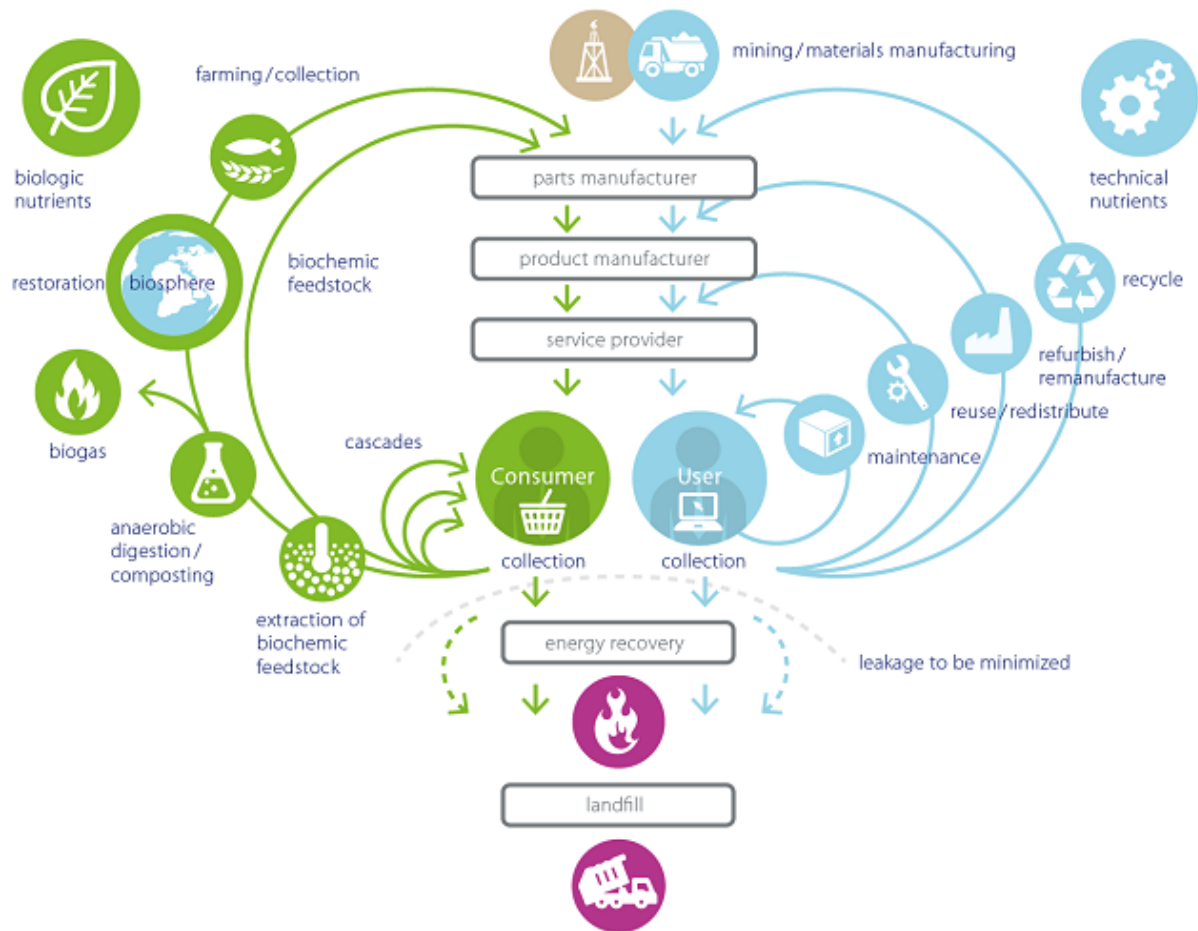 mining / materials manufacturing
farming / collection
biologic
nutrients
technical
nutrients
parts manufacturer
product manufacturer
service provider
biochemic
feedstock
restoration
biosphere
recycle
refurbish /
remanufacture
reuse / redistribute
maintenance
biogas
cascades
Consumer
User
anaerobic
digestion /
composting
collection
collection
extraction of
biochemic
feedstock
energy recovery
leakage to be minimized
landfill